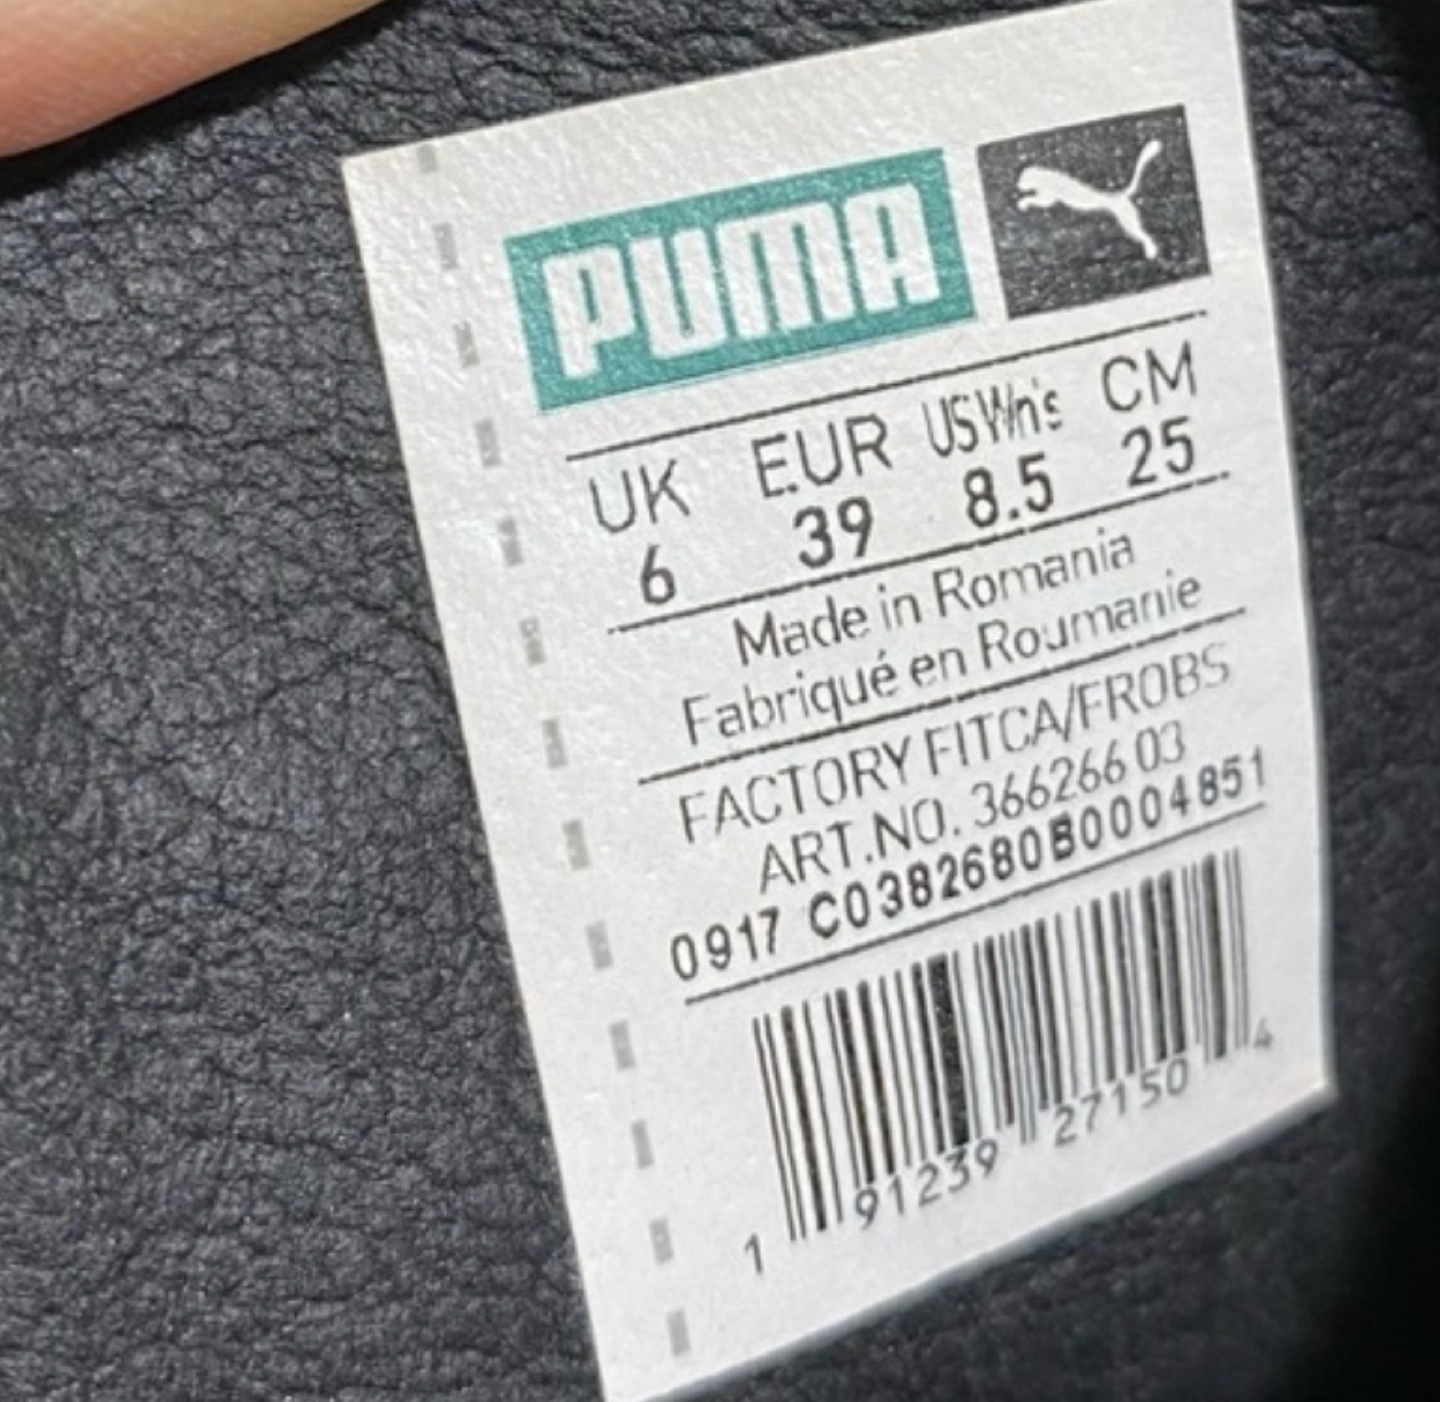 PUMA
UK EUR USWn's CM
6 39 8.5 25
Made in Romania
Fabriqué en Roumanie
FACTORY FITCA/FROBS
ART.NO. 366266 03
0917 C0382680B0004851
1 91239 27150 4